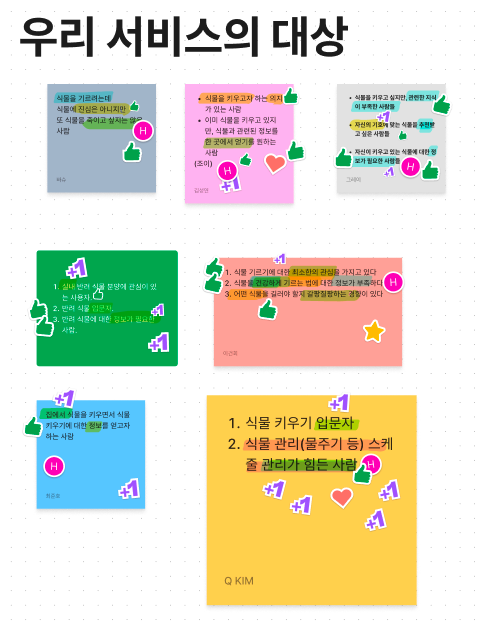 우리 서비스의 대상
식물을 기르려는데
식물에 진심은 아니지만
또 식물을 죽이고 싶지는 않은
사람
• 식물을 키우고자 하는 의지
가 있는 사람
• 이미 식물을 키우고 있지
만, 식물과 관련된 정보를
한 곳에서 얻기를 원하는
사람
(조이)
김상연
• 식물을 키우고 싶지만, 관련한 지식
이 부족한 사람들
• 자신의 기호에 맞는 식물을 추천받
고 싶은 사람들
• 자신이 키우고 있는 식물에 대한 정
보가 필요한 사람들
그레이
H
H
H
+1
+1
+1
+1
1. 실내 반려 식물 분양에 관심이 있
는 사용자.
2. 반려 식물 입문자.
3. 반려 식물에 대한 정보가 필요한
사람.
+1
+1
+1
1. 식물 기르기에 대한 최소한의 관심을 가지고 있다
2. 식물을 건강하게 기르는 법에 대한 정보가 부족하다
3. 어떤 식물을 길러야 할지 갈팡질팡하는 경향이 있다
H
+1
집에서 식물을 키우면서 식물
키우기에 대한 정보를 얻고자
하는 사람
H
+1
+1
1. 식물 키우기 입문자
2. 식물 관리(물주기 등) 스케
줄 관리가 힘든 사람
H
+1
+1
+1
+1
Q KIM